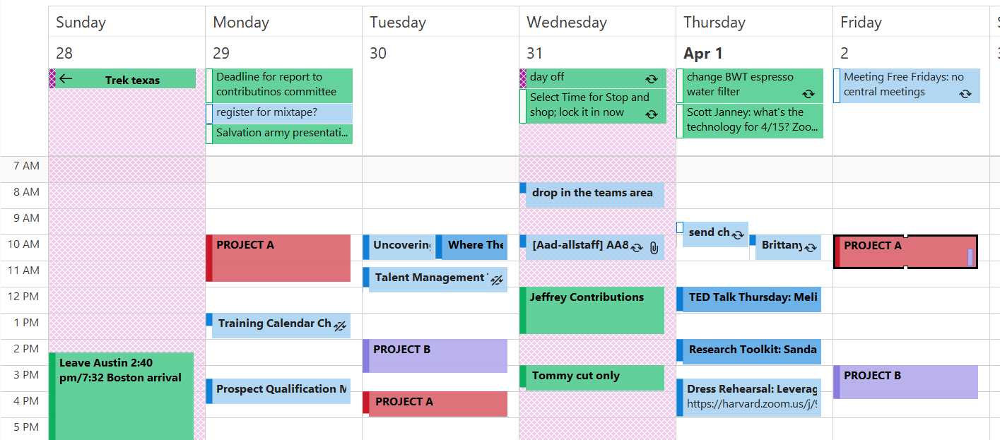 Sunday
Monday
Tuesday
Wednesday
Thursday
Friday
28
29
30
31
Apr 1
2
Trek texas
Deadline for report to
contributinos committee
register for mixtape?
Salvation army presentati...
day off
Select Time for Stop and
shop; lock it in now
change BWT espresso
water filter
Scott Janney: what's the
technology for 4/15? Zoo...
Meeting Free Fridays: no
central meetings
7 AM
8 AM
9 AM
10 AM
11 AM
12 PM
1 PM
2 PM
3 PM
4 PM
5 PM
Leave Austin 2:40
pm/7:32 Boston arrival
PROJECT A
Training Calendar Ch
Prospect Qualification M
Uncovering
Where The
Talent Management
PROJECT B
PROJECT A
drop in the teams area
[Aad-allstaff] AA&
Jeffrey Contributions
Tommy cut only
send ch
Brittany
TED Talk Thursday: Meli
Research Toolkit: Sanda
Dress Rehearsal: Leverag
https://harvard.zoom.us/j/9
PROJECT A
PROJECT B